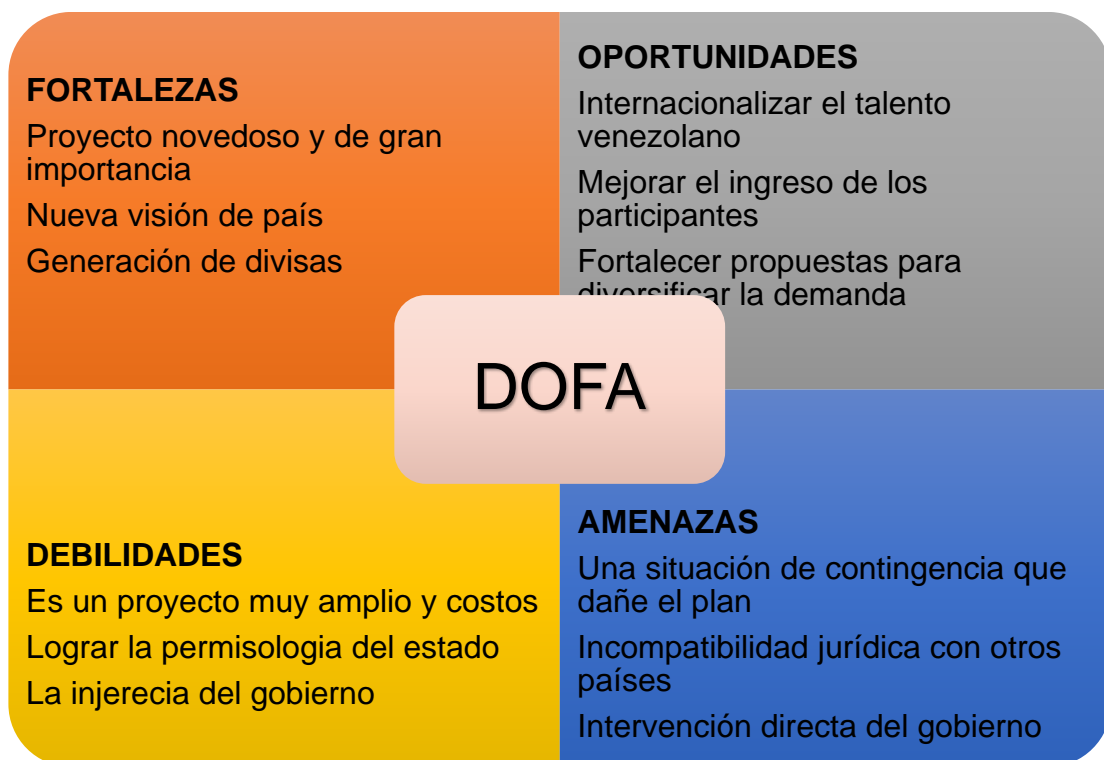 FORTALEZAS
Proyecto novedoso y de gran
importancia
Nueva visión de país
Generación de divisas
OPORTUNIDADES
Internacionalizar el talento
venezolano
Mejorar el ingreso de los
participantes
Fortalecer propuestas para
diversificar la demanda
DOFA
DEBILIDADES
Es un proyecto muy amplio y costos
Lograr la permisologia del estado
La injerecia del gobierno
AMENAZAS
Una situación de contingencia que
dañe el plan
Incompatibilidad jurídica con otros
países
Intervención directa del gobierno